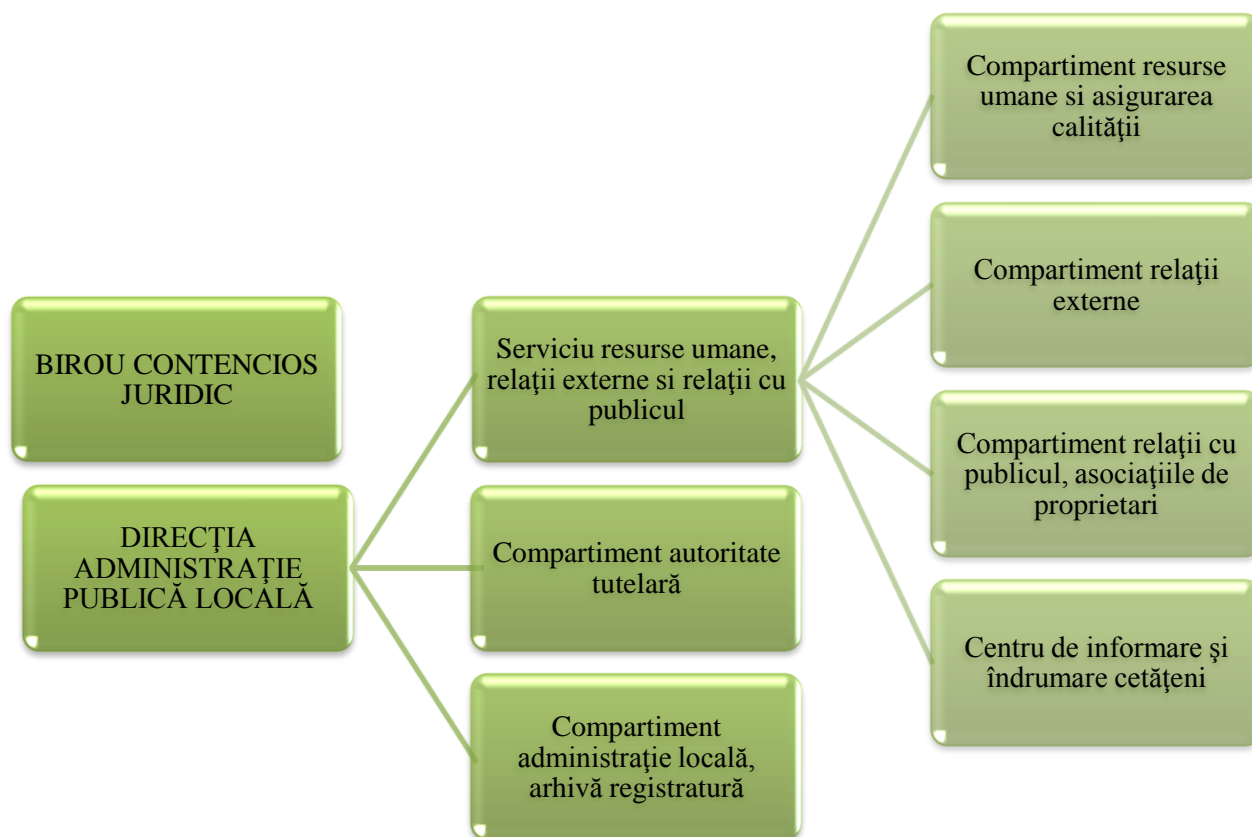 BIROU CONTENCIOS
JURIDIC
DIRECŢIA
ADMINISTRAŢIE
PUBLICĂ LOCALĂ
Serviciu resurse umane,
relaţii externe si relaţii cu
publicul
Compartiment autoritate
tutelară
Compartiment
administraţie locală,
arhivă registratură
Compartiment resurse
umane si asigurarea
calităţii
Compartiment relaţii
externe
Compartiment relaţii cu
publicul, asociaţiile de
proprietari
Centru de informare şi
îndrumare cetăţeni